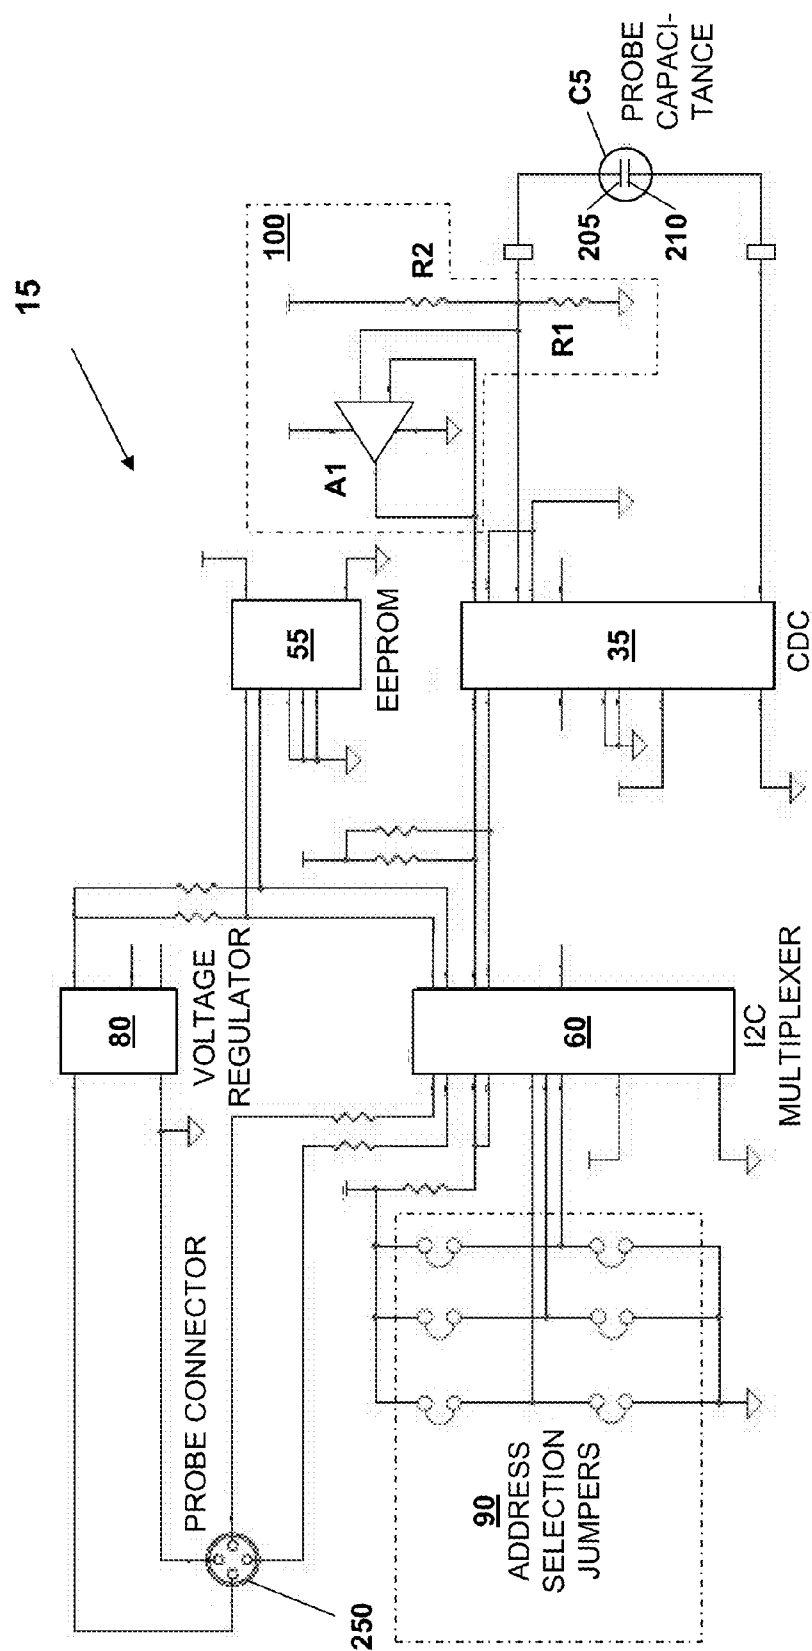 15
100
R2
R1
A1
C5
PROBE
CAPACI-
TANCE
205
210
55
EEPROM
35
CDC
80
VOLTAGE
REGULATOR
60
I2C
MULTIPLEXER
PROBE CONNECTOR
250
90
ADDRESS
SELECTION
JUMPERS